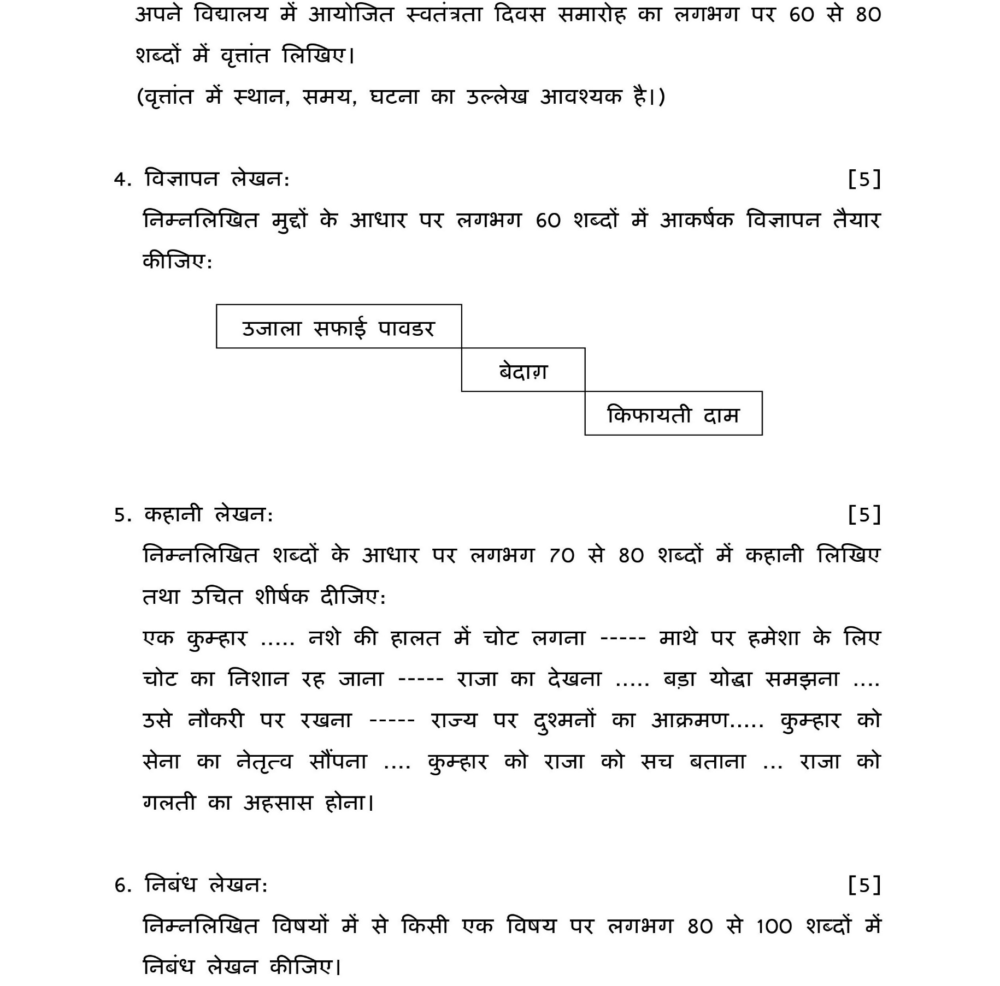 अपने विद्यालय में आयोजित स्वतंत्रता दिवस समारोह का लगभग पर 60 से 80
शब्दों में वृत्तांत लिखिए।
(वृत्तांत में स्थान, समय, घटना का उल्लेख आवश्यक है।)
4. विज्ञापन लेखन: [5]
निम्नलिखित मुद्दों के आधार पर लगभग 60 शब्दों में आकर्षक विज्ञापन तैयार
कीजिए:
उजाला सफाई पावडर
बेदाग़
किफायती दाम
5. कहानी लेखन: [5]
निम्नलिखित शब्दों के आधार पर लगभग 70 से 80 शब्दों में कहानी लिखिए
तथा उचित शीर्षक दीजिए:
एक कुम्हार ..... नशे की हालत में चोट लगना ----- माथे पर हमेशा के लिए
चोट का निशान रह जाना ----- राजा का देखना ..... बड़ा योद्धा समझना ....
उसे नौकरी पर रखना ----- राज्य पर दुश्मनों का आक्रमण..... कुम्हार को
सेना का नेतृत्व सौंपना .... कुम्हार को राजा को सच बताना ... राजा को
गलती का अहसास होना।
6. निबंध लेखन: [5]
निम्नलिखित विषयों में से किसी एक विषय पर लगभग 80 से 100 शब्दों में
निबंध लेखन कीजिए।